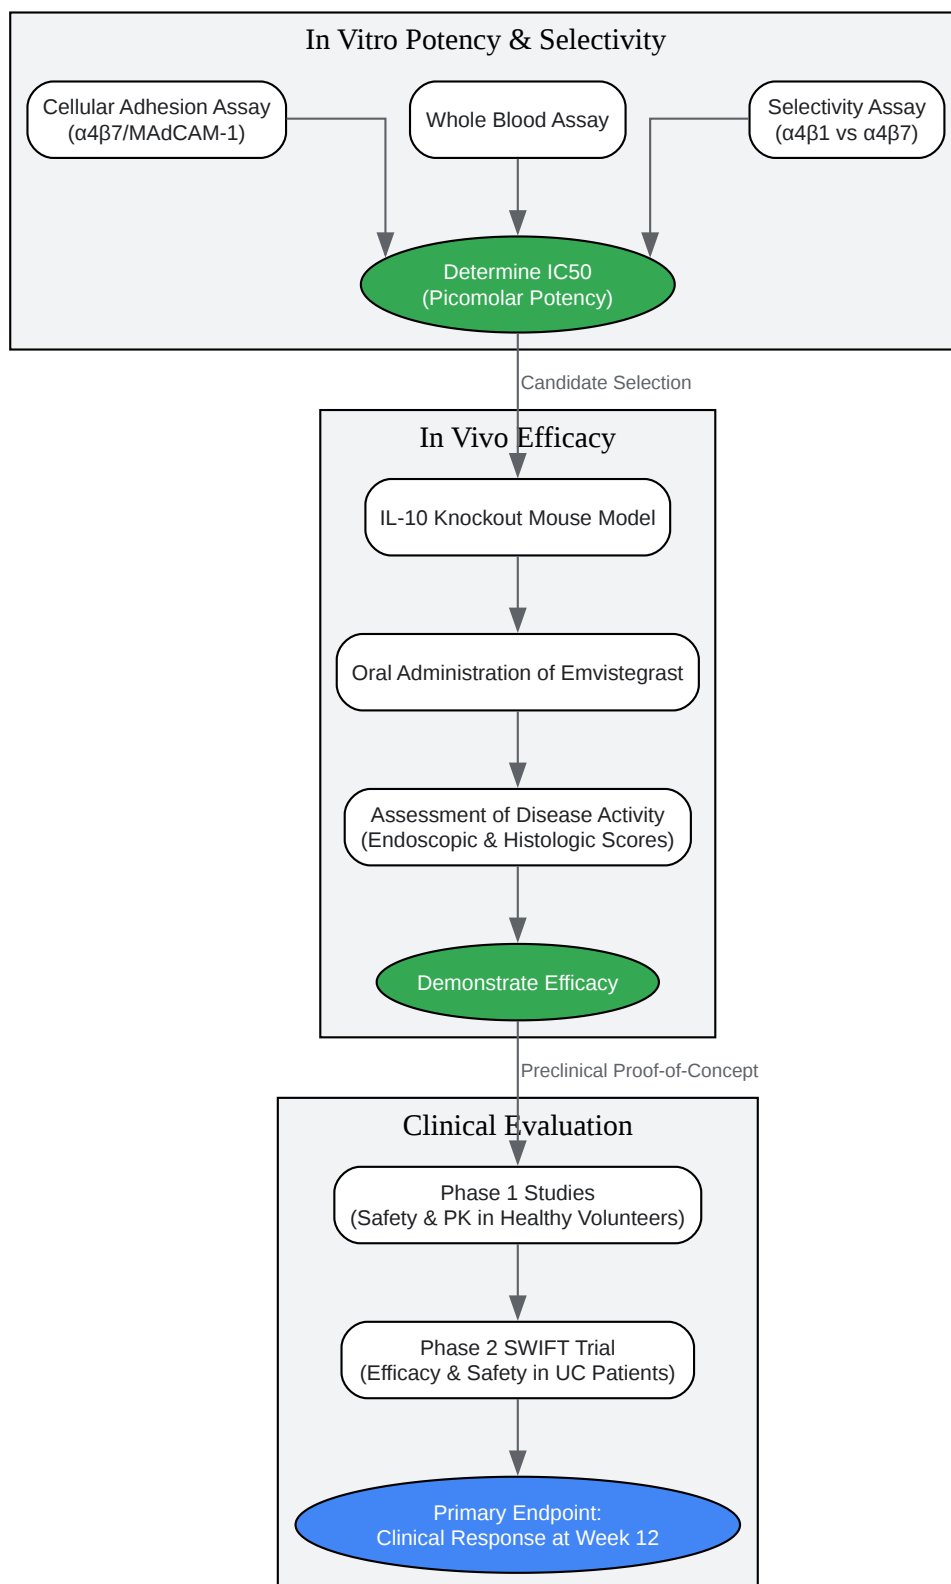 In Vitro Potency & Selectivity
Cellular Adhesion Assay
(α4β7/MAdCAM-1)
Whole Blood Assay
Selectivity Assay
(α4β1 vs α4β7)
Determine IC50
(Picomolar Potency)
Candidate Selection
In Vivo Efficacy
IL-10 Knockout Mouse Model
Oral Administration of Emvistegrast
Assessment of Disease Activity
(Endoscopic & Histologic Scores)
Demonstrate Efficacy
Preclinical Proof-of-Concept
Clinical Evaluation
Phase 1 Studies
(Safety & PK in Healthy Volunteers)
Phase 2 SWIFT Trial
(Efficacy & Safety in UC Patients)
Primary Endpoint:
Clinical Response at Week 12